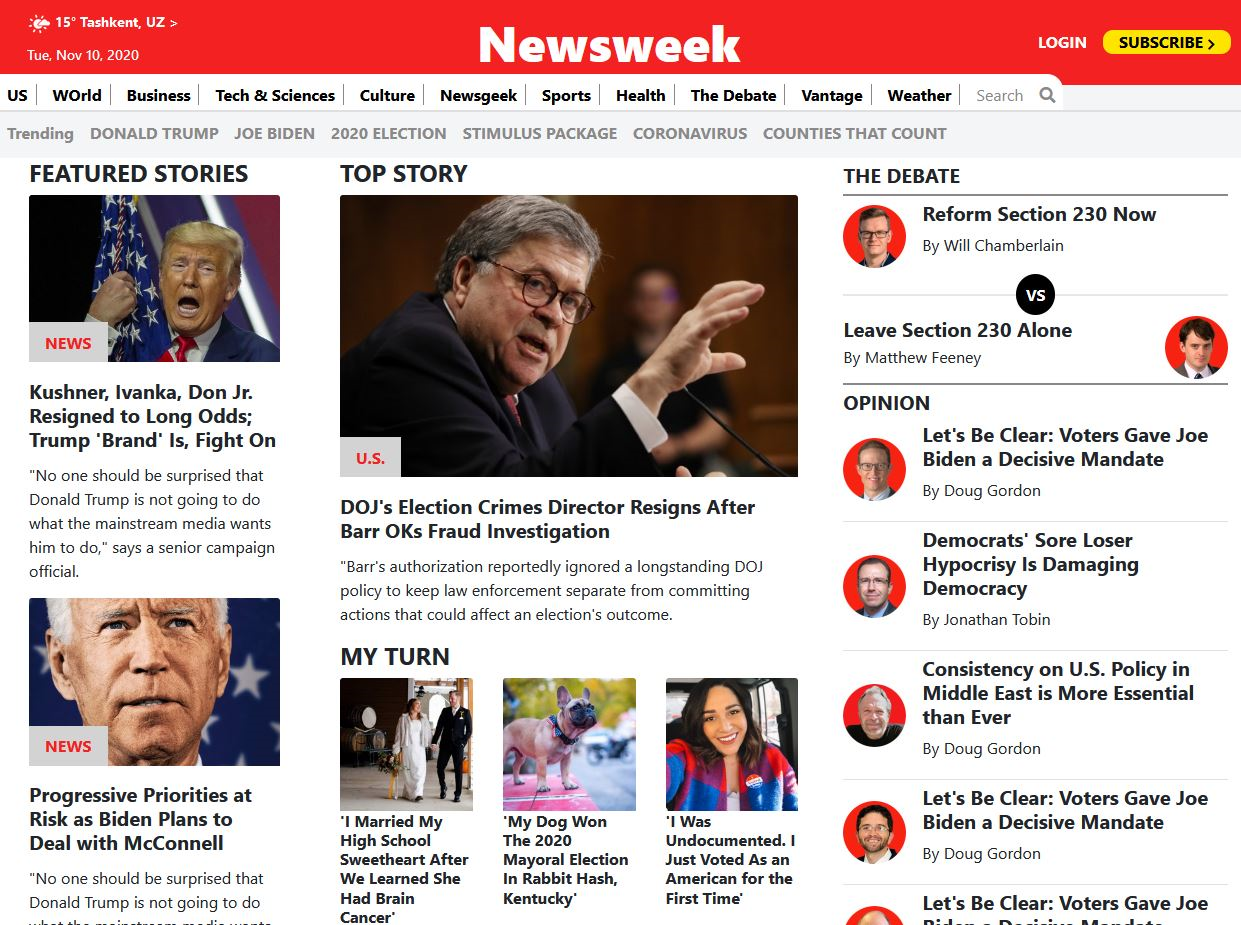 15° Tashkent, UZ >
Tue, Nov 10, 2020
Newsweek
LOGIN
SUBSCRIBE >
US
WOrld
Business
Tech & Sciences
Culture
Newsgeek
Sports
Health
The Debate
Vantage
Weather
Search
Trending
DONALD TRUMP
JOE BIDEN
2020 ELECTION
STIMULUS PACKAGE
CORONAVIRUS
COUNTIES THAT COUNT
FEATURED STORIES
NEWS
Kushner, Ivanka, Don Jr.
Resigned to Long Odds;
Trump 'Brand' Is, Fight On
"No one should be surprised that
Donald Trump is not going to do
what the mainstream media wants
him to do," says a senior campaign
official.
NEWS
Progressive Priorities at
Risk as Biden Plans to
Deal with McConnell
"No one should be surprised that
Donald Trump is not going to do
what the mainstream media wants
TOP STORY
U.S.
DOJ's Election Crimes Director Resigns After
Barr OKs Fraud Investigation
"Barr's authorization reportedly ignored a longstanding DOJ
policy to keep law enforcement separate from committing
actions that could affect an election's outcome.
MY TURN
'I Married My
High School
Sweetheart After
We Learned She
Had Brain
Cancer'
'My Dog Won
The 2020
Mayoral Election
In Rabbit Hash,
Kentucky'
'I Was
Undocumented. I
Just Voted As an
American for the
First Time'
THE DEBATE
Reform Section 230 Now
By Will Chamberlain
VS
Leave Section 230 Alone
By Matthew Feeney
OPINION
Let's Be Clear: Voters Gave Joe
Biden a Decisive Mandate
By Doug Gordon
Democrats' Sore Loser
Hypocrisy Is Damaging
Democracy
By Jonathan Tobin
Consistency on U.S. Policy in
Middle East is More Essential
than Ever
By Doug Gordon
Let's Be Clear: Voters Gave Joe
Biden a Decisive Mandate
By Doug Gordon
Let's Be Clear: Voters Gave Joe
Biden a Decisive Mandate